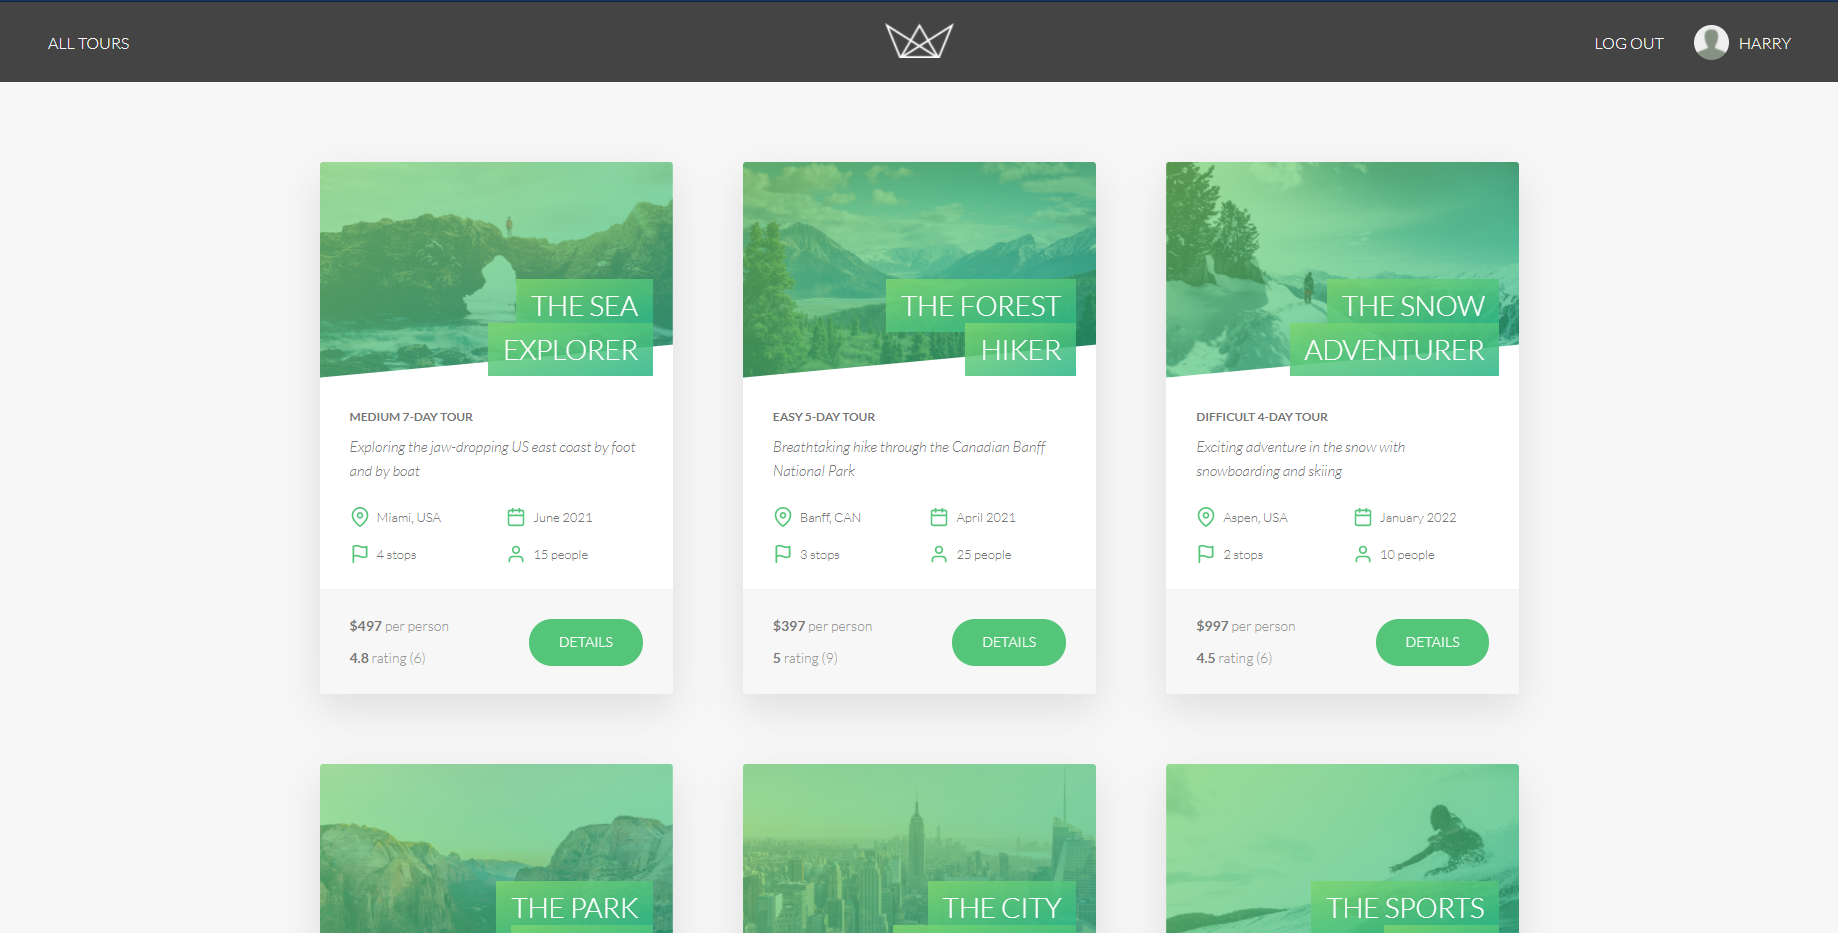 ALL TOURS
LOG OUT
HARRY
THE SEA
EXPLORER
MEDIUM 7-DAY TOUR
Exploring the jaw-dropping US east coast by foot
and by boat
Miami, USA
June 2021
4 stops
15 people
$497 per person
4.8 rating (6)
DETAILS
THE FOREST
HIKER
EASY 5-DAY TOUR
Breathtaking hike through the Canadian Banff
National Park
Banff, CAN
April 2021
3 stops
25 people
$397 per person
5 rating (9)
DETAILS
THE SNOW
ADVENTURER
DIFFICULT 4-DAY TOUR
Exciting adventure in the snow with
snowboarding and skiing
Aspen, USA
January 2022
2 stops
10 people
$997 per person
4.5 rating (6)
DETAILS
THE PARK
THE CITY
THE SPORTS